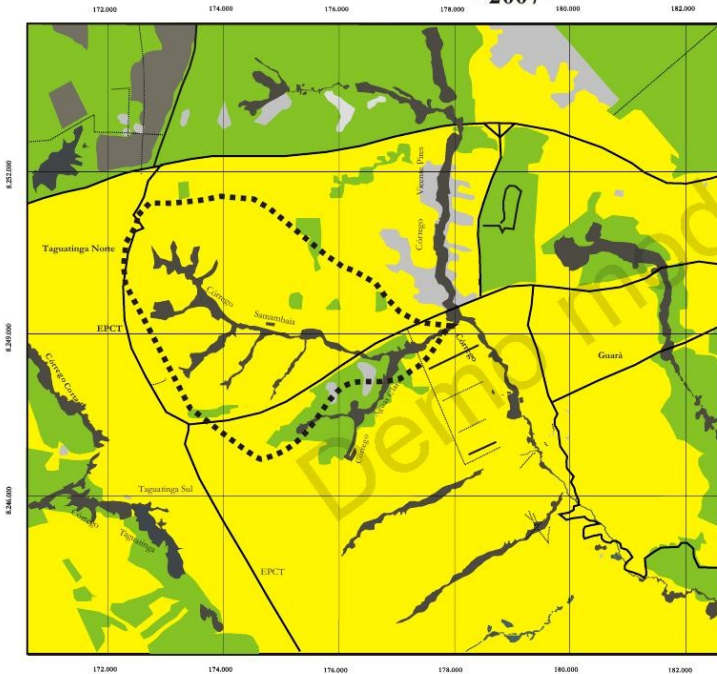 2007
172.000
174.000
176.000
178.000
180.000
182.000
8.252.000
Vicente Pires
Córrego
Taguatinga Norte
Córrego
Samambaia
EPCT
8.249.000
Córrego
Guará
Córrego
Córrego
Taguatinga Sul
8.246.000
Córrego
Taguatinga
EPCT
Demo mod
172.000
174.000
176.000
178.000
180.000
182.000